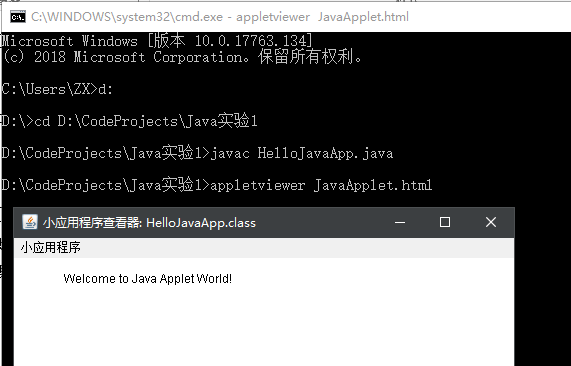 C:\WINDOWS\system32\cmd.exe - appletviewer  JavaApplet.html
Microsoft Windows [版本 10.0.17763.134]
(c) 2018 Microsoft Corporation。保留所有权利。
C:\Users\ZX>d:
D:\>cd D:\CodeProjects\Java实验1
D:\CodeProjects\Java实验1>javac HelloJavaApp.java
D:\CodeProjects\Java实验1>appletviewer JavaApplet.html
小应用程序查看器: HelloJavaApp.class
小应用程序
Welcome to Java Applet World!